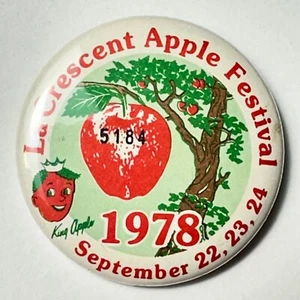 La Crescent Apple Festival
5184
King Apple
1978
September 22, 23, 24